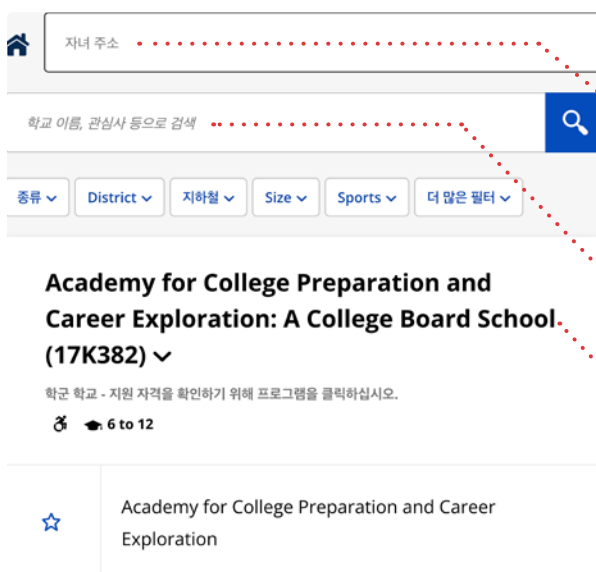 자녀 주소
학교 이름, 관심사 등으로 검색
종류 District 지하철 Size Sports 더 많은 필터
Academy for College Preparation and
Career Exploration: A College Board School
(17K382)
학군 학교 - 지원 자격을 확인하기 위해 프로그램을 클릭하십시오.
6 to 12
Academy for College Preparation and Career
Exploration